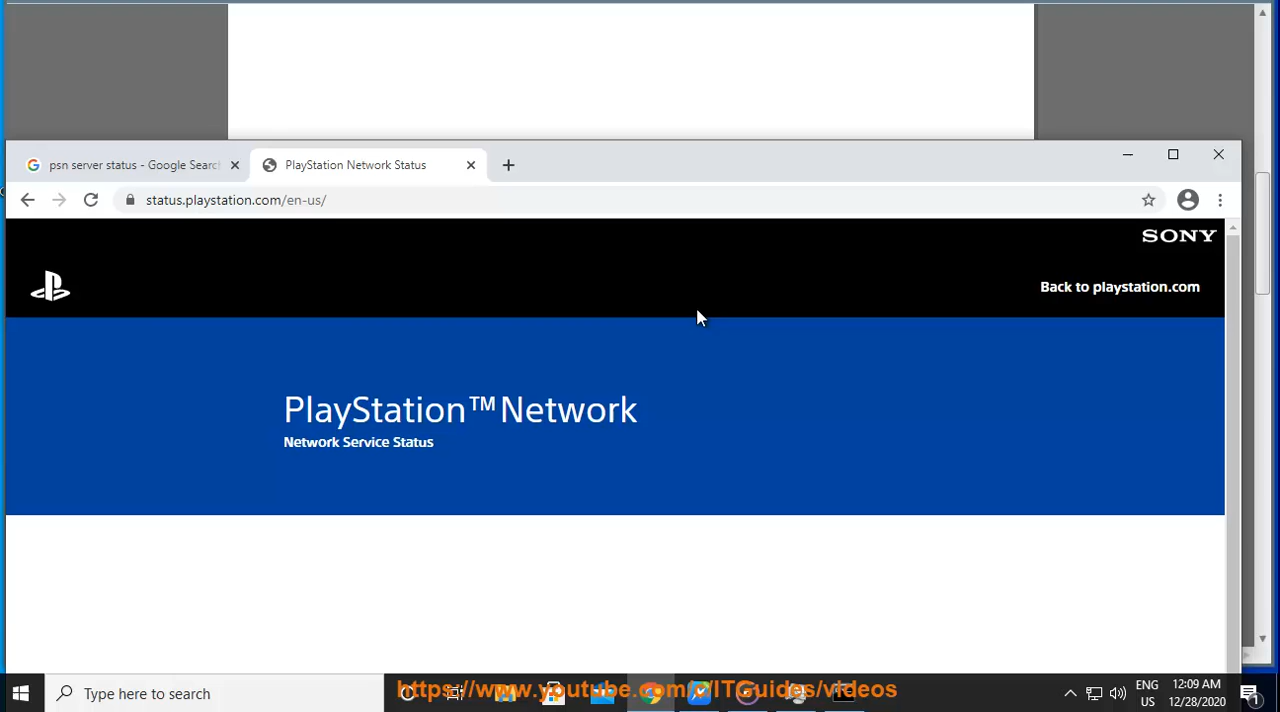 psn server status - Google Searc
PlayStation Network Status
status.playstation.com/en-us/
SONY
Back to playstation.com
PlayStation™Network
Network Service Status
Type here to search
https://www.youtube.com/c/ITGuides/videos
ENG
US
12:09 AM
12/28/2020
1